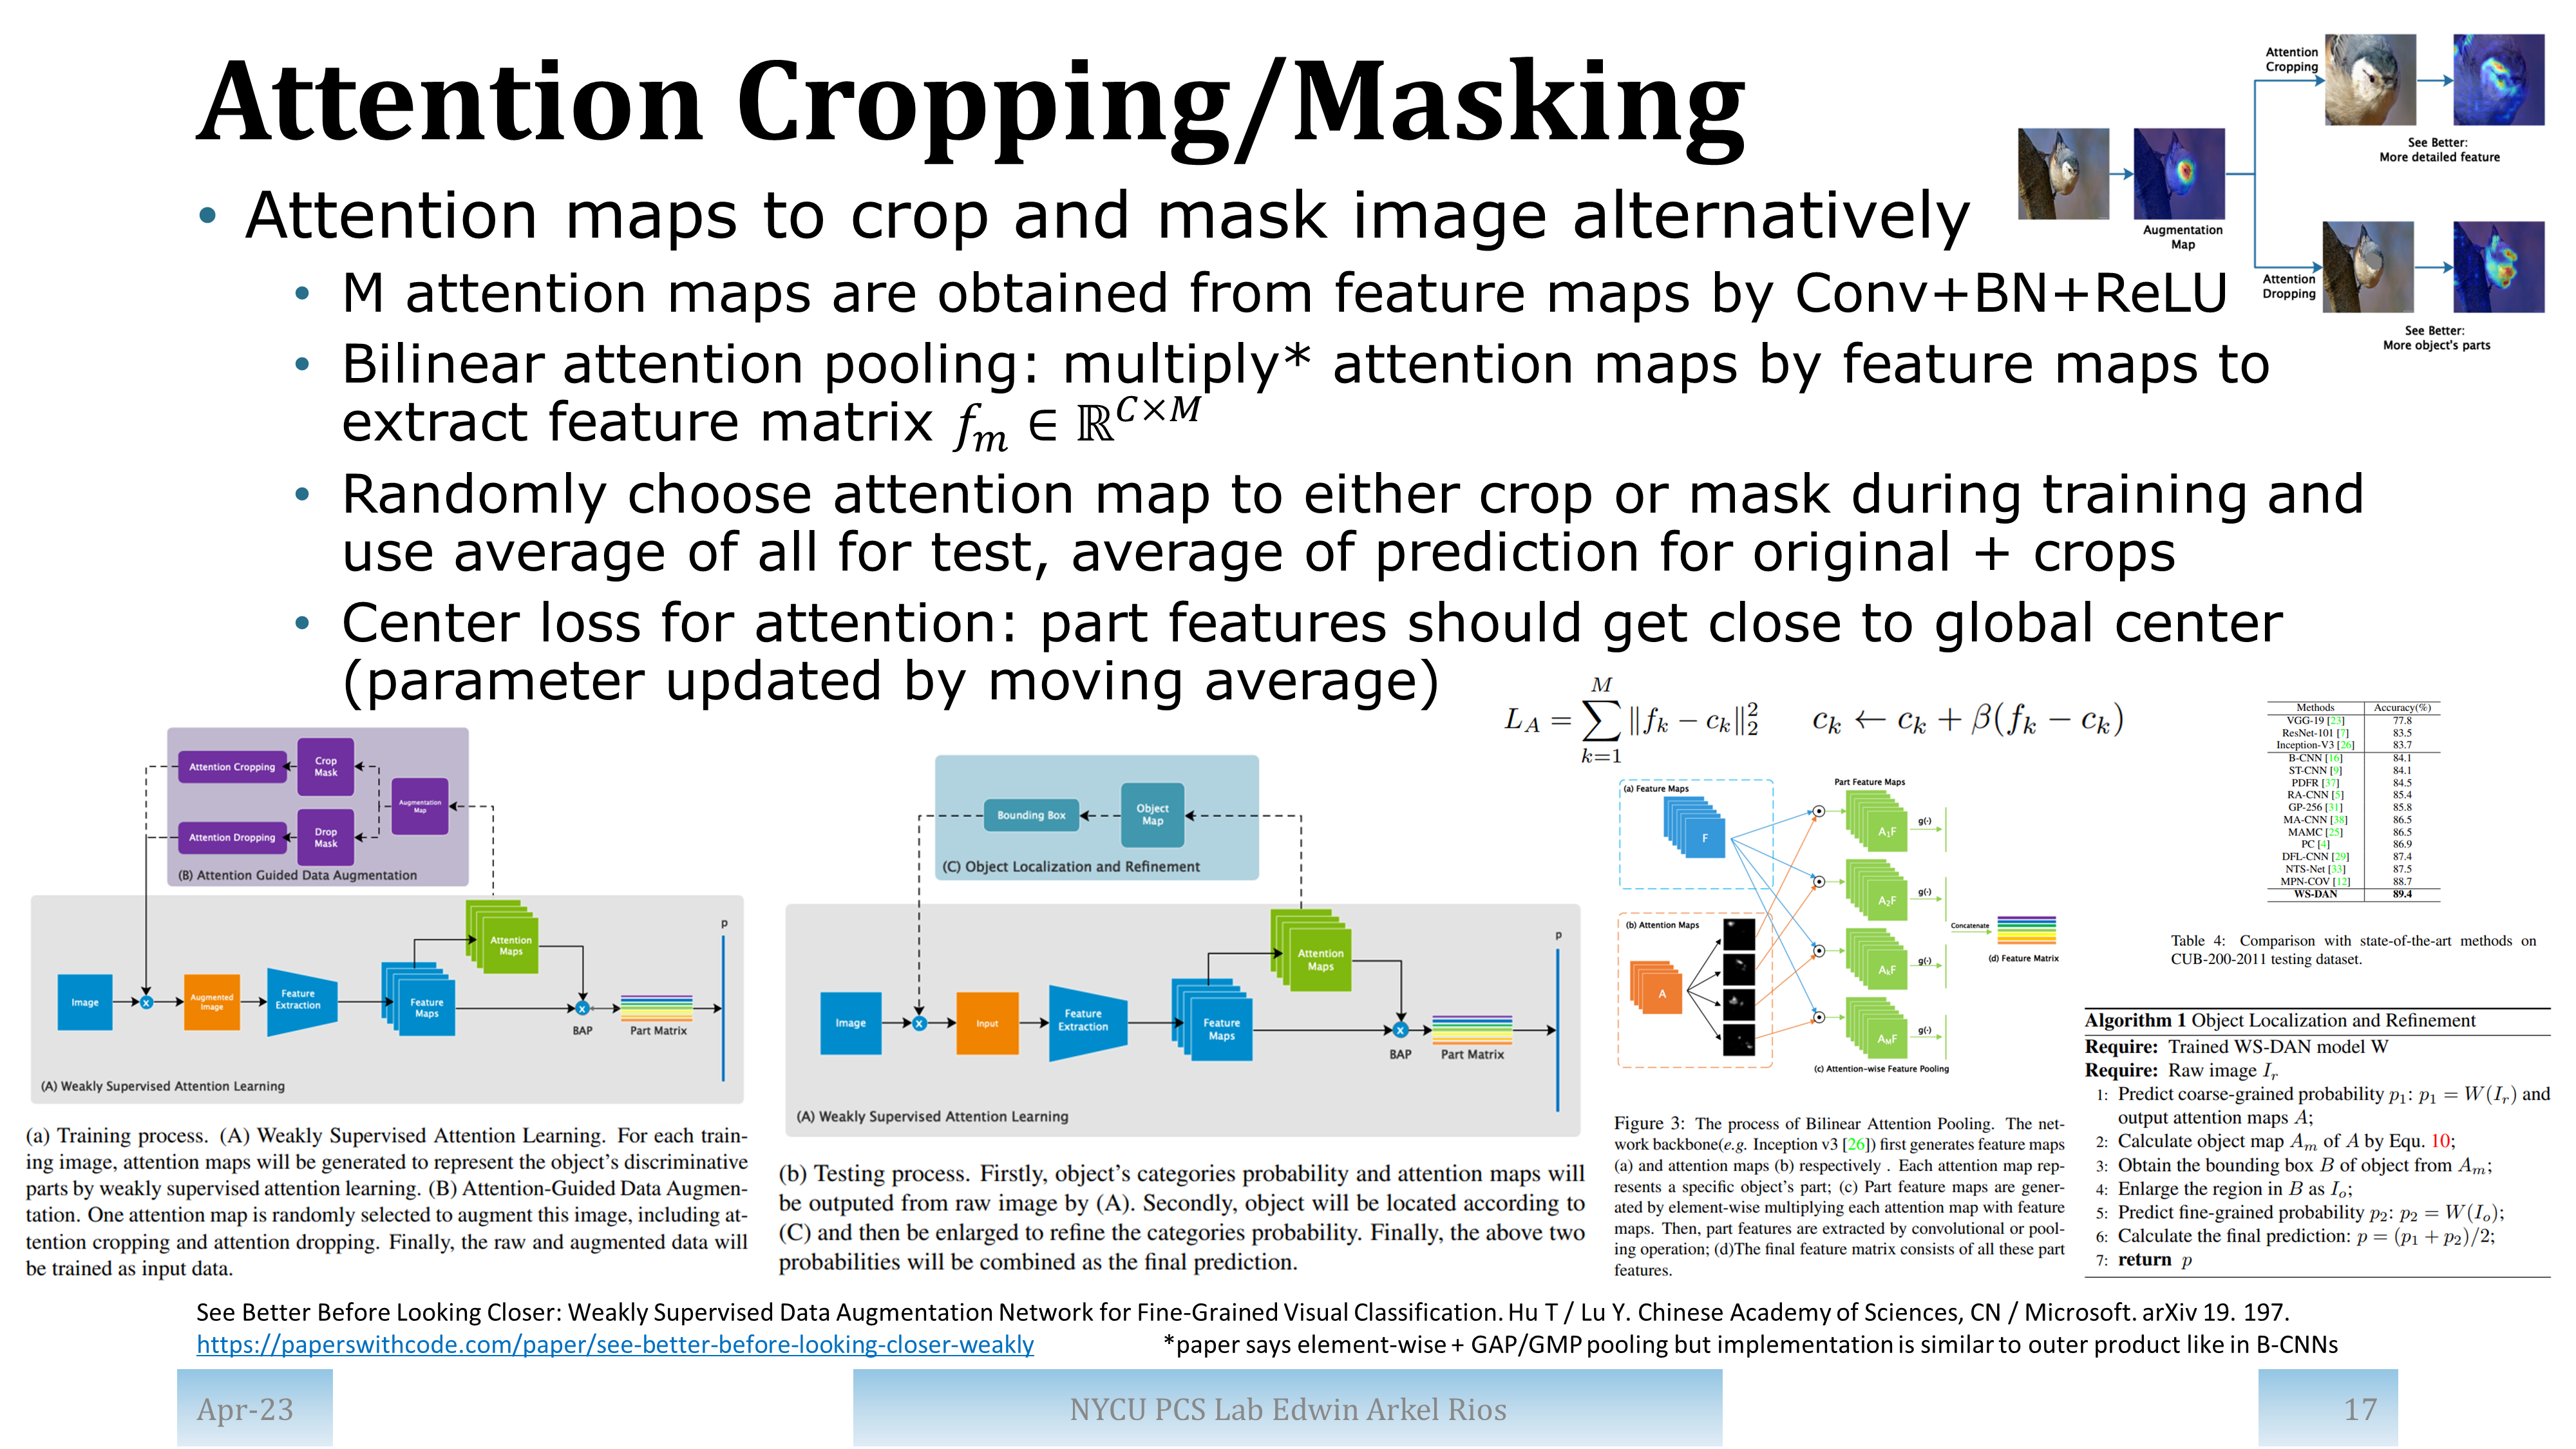 Attention Cropping/Masking
Attention
Cropping
See Better:
More detailed feature
Augmentation
Map
Attention
Dropping
See Better:
More object's parts
• Attention maps to crop and mask image alternatively
• M attention maps are obtained from feature maps by Conv+BN+ReLU
• Bilinear attention pooling: multiply* attention maps by feature maps to
extract feature matrix f_m ∈ ℝ^{C×M}
• Randomly choose attention map to either crop or mask during training and
use average of all for test, average of prediction for original + crops
• Center loss for attention: part features should get close to global center
(parameter updated by moving average)
L_A = \sum_{k=1}^{M} ‖f_k − c_k‖_2^2
c_k ← c_k + β(f_k − c_k)
Attention Cropping
Crop
Mask
Augmentation
Map
Attention Dropping
Drop
Mask
(B) Attention Guided Data Augmentation
Attention
Maps
p
Image
x
Augmented
Image
Feature
Extraction
Feature
Maps
x
BAP
Part Matrix
(A) Weakly Supervised Attention Learning
(a) Training process. (A) Weakly Supervised Attention Learning. For each train-
ing image, attention maps will be generated to represent the object's discriminative
parts by weakly supervised attention learning. (B) Attention-Guided Data Augmen-
tation. One attention map is randomly selected to augment this image, including at-
tention cropping and attention dropping. Finally, the raw and augmented data will
be trained as input data.
Bounding Box
Object
Map
(C) Object Localization and Refinement
Attention
Maps
p
Image
x
Input
Feature
Extraction
Feature
Maps
x
BAP
Part Matrix
(A) Weakly Supervised Attention Learning
(b) Testing process. Firstly, object's categories probability and attention maps will
be outputed from raw image by (A). Secondly, object will be located according to
(C) and then be enlarged to refine the categories probability. Finally, the above two
probabilities will be combined as the final prediction.
(a) Feature Maps
F
Part Feature Maps
A₁F
g(·)
A₂F
g(·)
(b) Attention Maps
A
A_kF
g(·)
A_MF
g(·)
Concatenate
(d) Feature Matrix
(c) Attention-wise Feature Pooling
Figure 3: The process of Bilinear Attention Pooling. The net-
work backbone(e.g. Inception v3 [26]) first generates feature maps
(a) and attention maps (b) respectively . Each attention map rep-
resents a specific object's part; (c) Part feature maps are gener-
ated by element-wise multiplying each attention map with feature
maps. Then, part features are extracted by convolutional or pool-
ing operation; (d)The final feature matrix consists of all these part
features.
Methods Accuracy(%)
VGG-19 [23] 77.8
ResNet-101 [7] 83.5
Inception-V3 [26] 83.7
B-CNN [16] 84.1
ST-CNN [9] 84.1
PDFR [37] 84.5
RA-CNN [5] 85.4
GP-256 [31] 85.8
MA-CNN [38] 86.5
MAMC [25] 86.5
PC [4] 86.9
DFL-CNN [29] 87.4
NTS-Net [33] 87.5
MPN-COV [12] 88.7
WS-DAN 89.4
Table 4: Comparison with state-of-the-art methods on
CUB-200-2011 testing dataset.
Algorithm 1 Object Localization and Refinement
Require: Trained WS-DAN model W
Require: Raw image I_r
1: Predict coarse-grained probability p₁: p₁ = W(I_r) and
output attention maps A;
2: Calculate object map A_m of A by Equ. 10;
3: Obtain the bounding box B of object from A_m;
4: Enlarge the region in B as I_o;
5: Predict fine-grained probability p₂: p₂ = W(I_o);
6: Calculate the final prediction: p = (p₁ + p₂)/2;
7: return p
See Better Before Looking Closer: Weakly Supervised Data Augmentation Network for Fine-Grained Visual Classification. Hu T / Lu Y. Chinese Academy of Sciences, CN / Microsoft. arXiv 19. 197.
https://paperswithcode.com/paper/see-better-before-looking-closer-weakly
*paper says element-wise + GAP/GMP pooling but implementation is similar to outer product like in B-CNNs
Apr-23
NYCU PCS Lab Edwin Arkel Rios
17